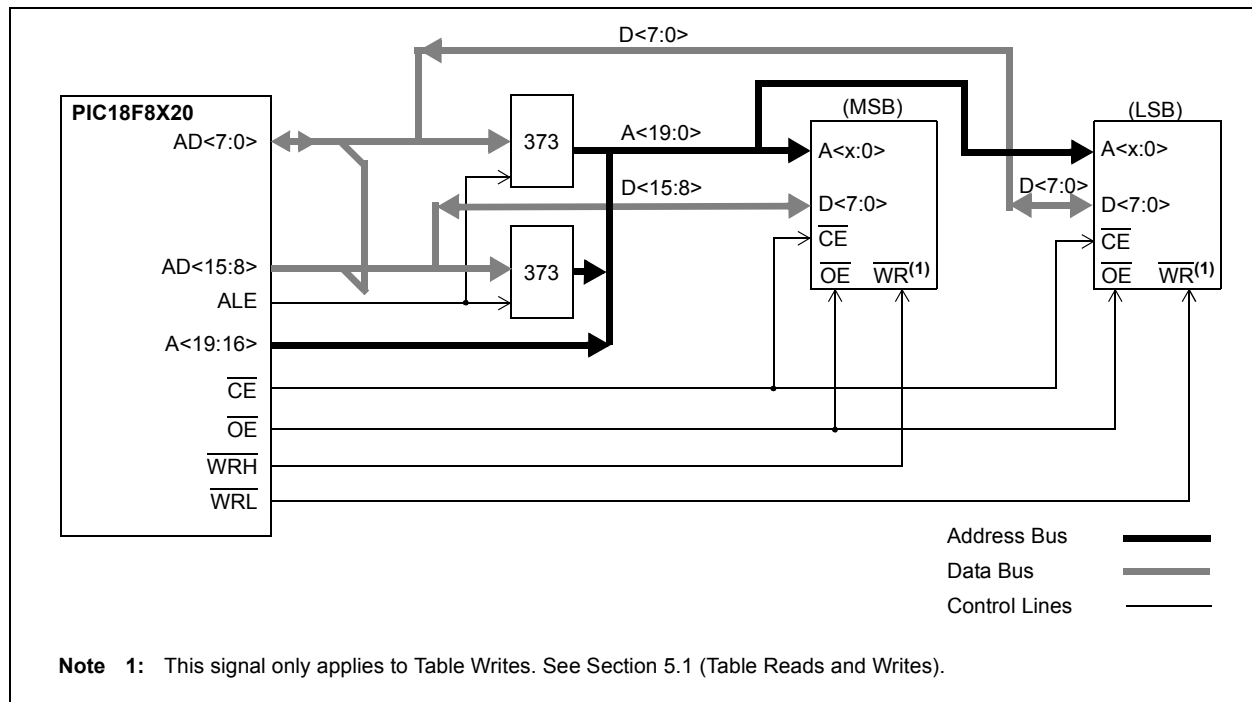 D<7:0>
PIC18F8X20
AD<7:0>
373
A<19:0>
(MSB)
A<x:0>
(LSB)
A<x:0>
D<15:8>
D<7:0>
D<7:0>
D<7:0>
CE
CE
AD<15:8>
373
OE
WR(1)
OE
WR(1)
ALE
A<19:16>
CE
OE
WRH
WRL
Address Bus
Data Bus
Control Lines
Note 1: This signal only applies to Table Writes. See Section 5.1 (Table Reads and Writes).